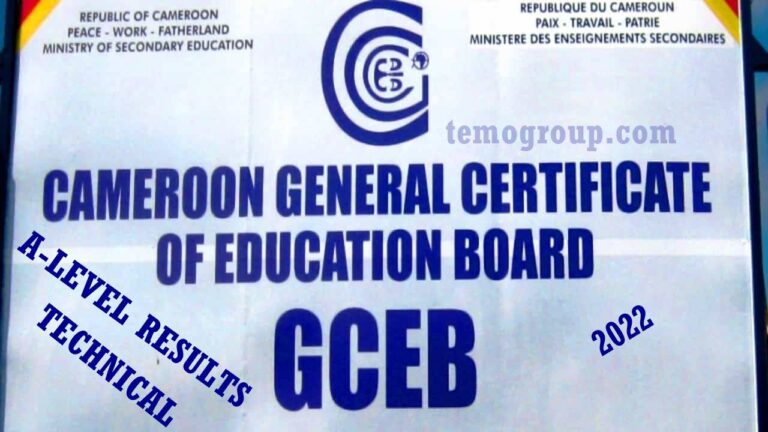 REPUBLIC OF CAMEROON
PEACE - WORK - FATHERLAND
MINISTRY OF SECONDARY EDUCATION
REPUBLIQUE DU CAMEROUN
PAIX - TRAVAIL - PATRIE
MINISTERE DES ENSEIGNEMENTS SECONDAIRES
temogroup.com
CAMEROON GENERAL CERTIFICATE
OF EDUCATION BOARD
GCEB
A-LEVEL RESULTS
TECHNICAL
2022